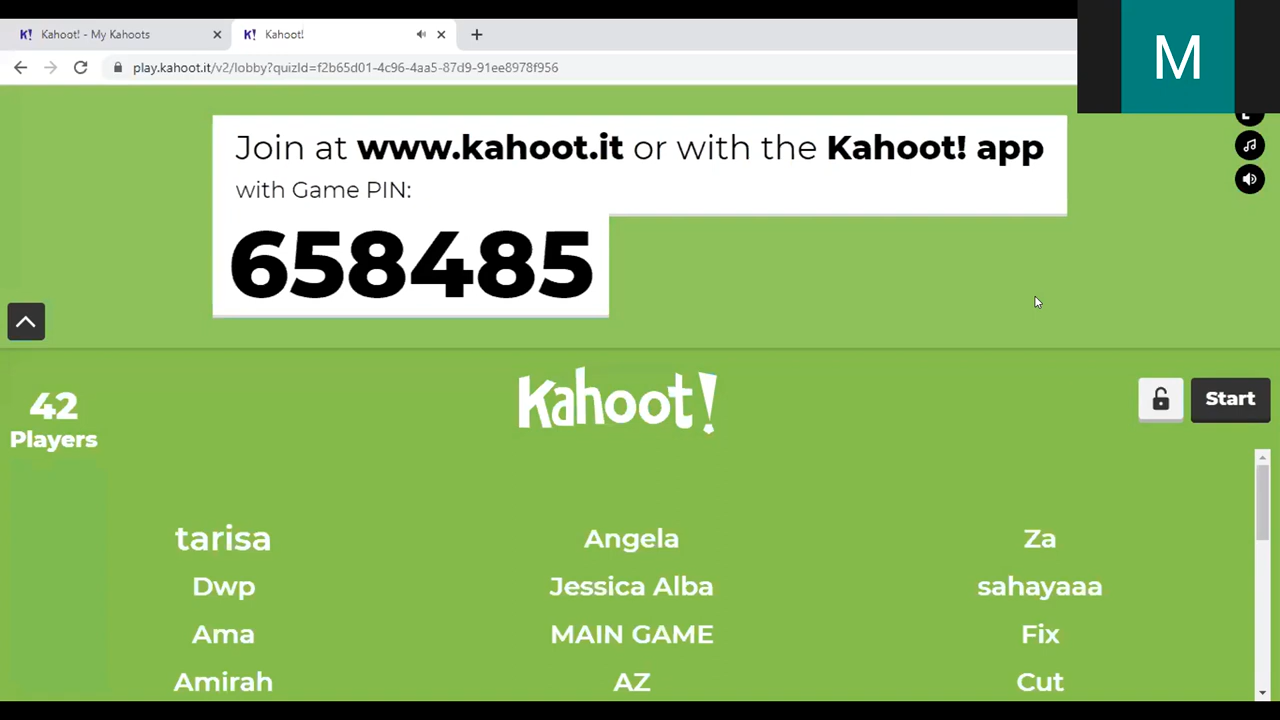 K! Kahoot! - My Kahoots
K! Kahoot!
play.kahoot.it/v2/lobby?quizId=f2b65d01-4c96-4aa5-87d9-91ee8978f956
M
Join at www.kahoot.it or with the Kahoot! app
with Game PIN:
658485
42
Players
Kahoot!
Start
tarisa Angela Za
Dwp Jessica Alba sahayaaa
Ama MAIN GAME Fix
Amirah AZ Cut